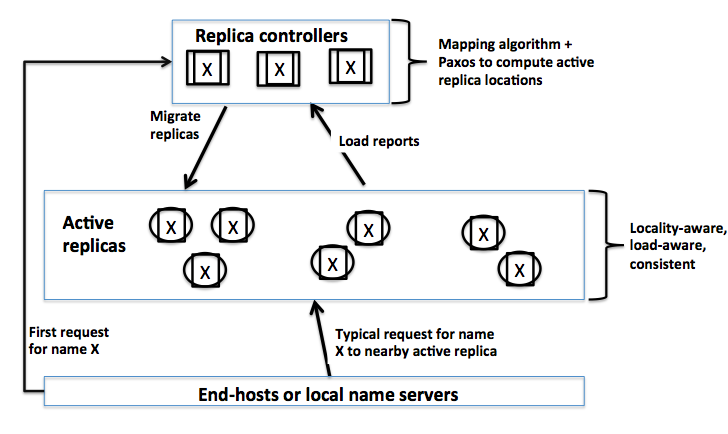 Replica controllers
X X X
Mapping algorithm +
Paxos to compute active
replica locations
Migrate
replicas
Load reports
Active
replicas
X X X X X X X
Locality-aware,
load-aware,
consistent
First request
for name X
Typical request for name
X to nearby active replica
End-hosts or local name servers